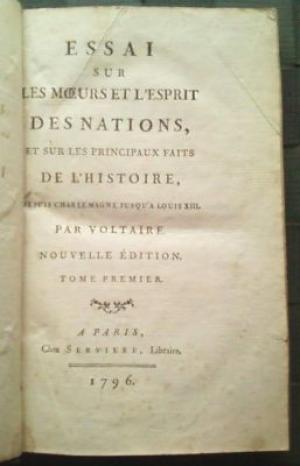 ESSAI
SUR
LES MŒURS ET L'ESPRIT
DES NATIONS,
ET SUR LES PRINCIPAUX FAITS
DE L'HISTOIRE,
DEPUIS CHARLEMAGNE JUSQU'A LOUIS XIII.
PAR VOLTAIRE.
NOUVELLE ÉDITION.
TOME PREMIER.
A PARIS,
Chez SERVIERE, Libraire.
1796.